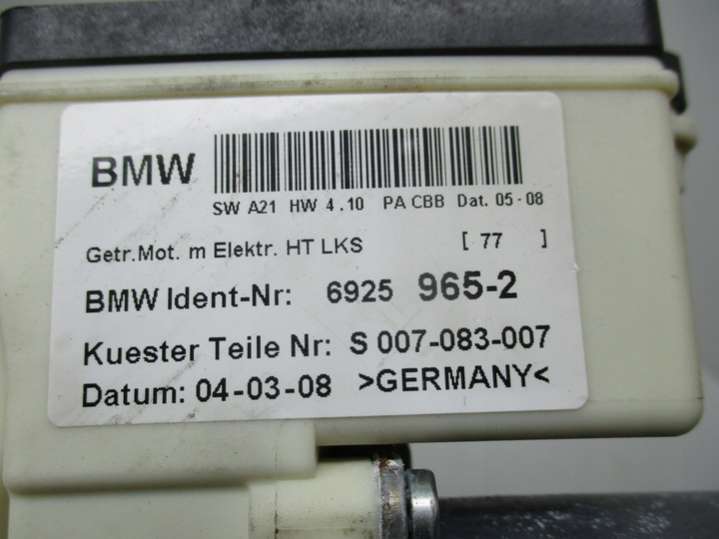 BMW
SW A21 HW 4.10 PA CBB Dat. 05-08
Getr.Mot. m Elektr. HT LKS [ 77 ]
BMW Ident-Nr: 6925 965-2
Kuester Teile Nr: S 007-083-007
Datum: 04-03-08 >GERMANY<